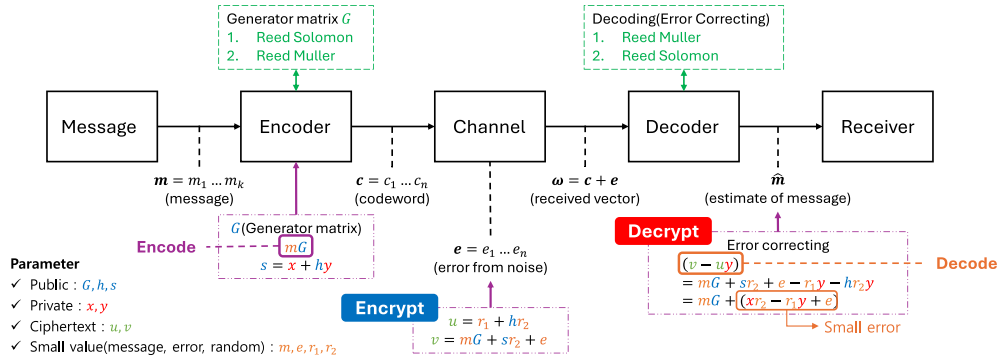 Generator matrix G
1. Reed Solomon
2. Reed Muller
Decoding(Error Correcting)
1. Reed Muller
2. Reed Solomon
Message
Encoder
Channel
Decoder
Receiver
m = m₁ … mₖ
(message)
c = c₁ … cₙ
(codeword)
ω = c + e
(received vector)
m̂
(estimate of message)
G(Generator matrix)
mG
s = x + hy
Encode
e = e₁ … eₙ
(error from noise)
Encrypt
u = r₁ + hr₂
v = mG + sr₂ + e
Decrypt
Error correcting
(v − uy)
= mG + sr₂ + e − r₁y − hr₂y
= mG + (xr₂ − r₁y + e)
Decode
Small error
Parameter
✓ Public : G, h, s
✓ Private : x, y
✓ Ciphertext : u, v
✓ Small value(message, error, random) : m, e, r₁, r₂